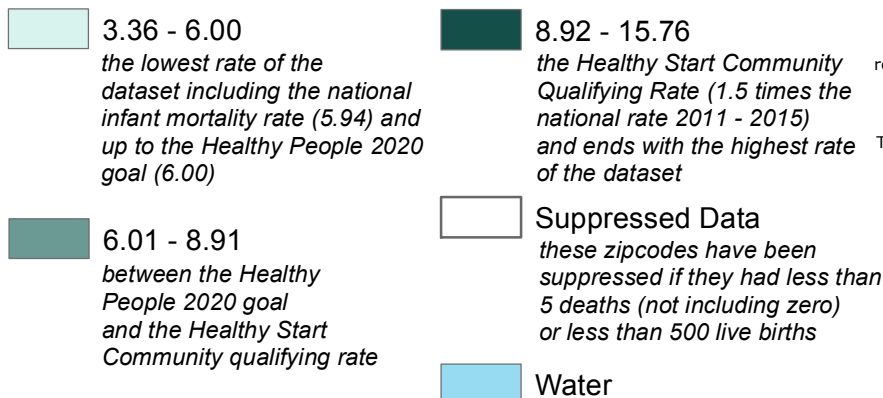 3.36 - 6.00
the lowest rate of the
dataset including the national
infant mortality rate (5.94) and
up to the Healthy People 2020
goal (6.00)
6.01 - 8.91
between the Healthy
People 2020 goal
and the Healthy Start
Community qualifying rate
8.92 - 15.76
the Healthy Start Community
Qualifying Rate (1.5 times the
national rate 2011 - 2015)
and ends with the highest rate
of the dataset
Suppressed Data
these zipcodes have been
suppressed if they had less than
5 deaths (not including zero)
or less than 500 live births
Water